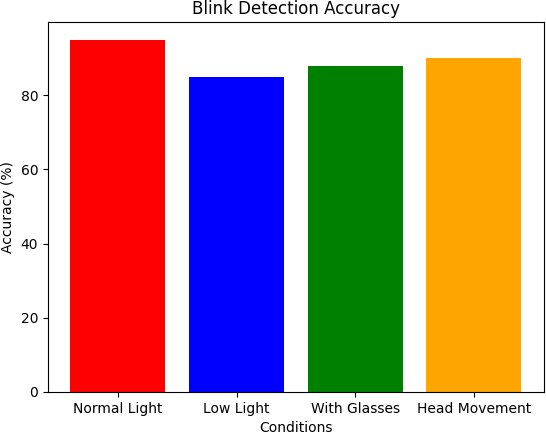 Blink Detection Accuracy
Accuracy (%)
80
60
40
20
0
Normal Light
Low Light
With Glasses
Head Movement
Conditions